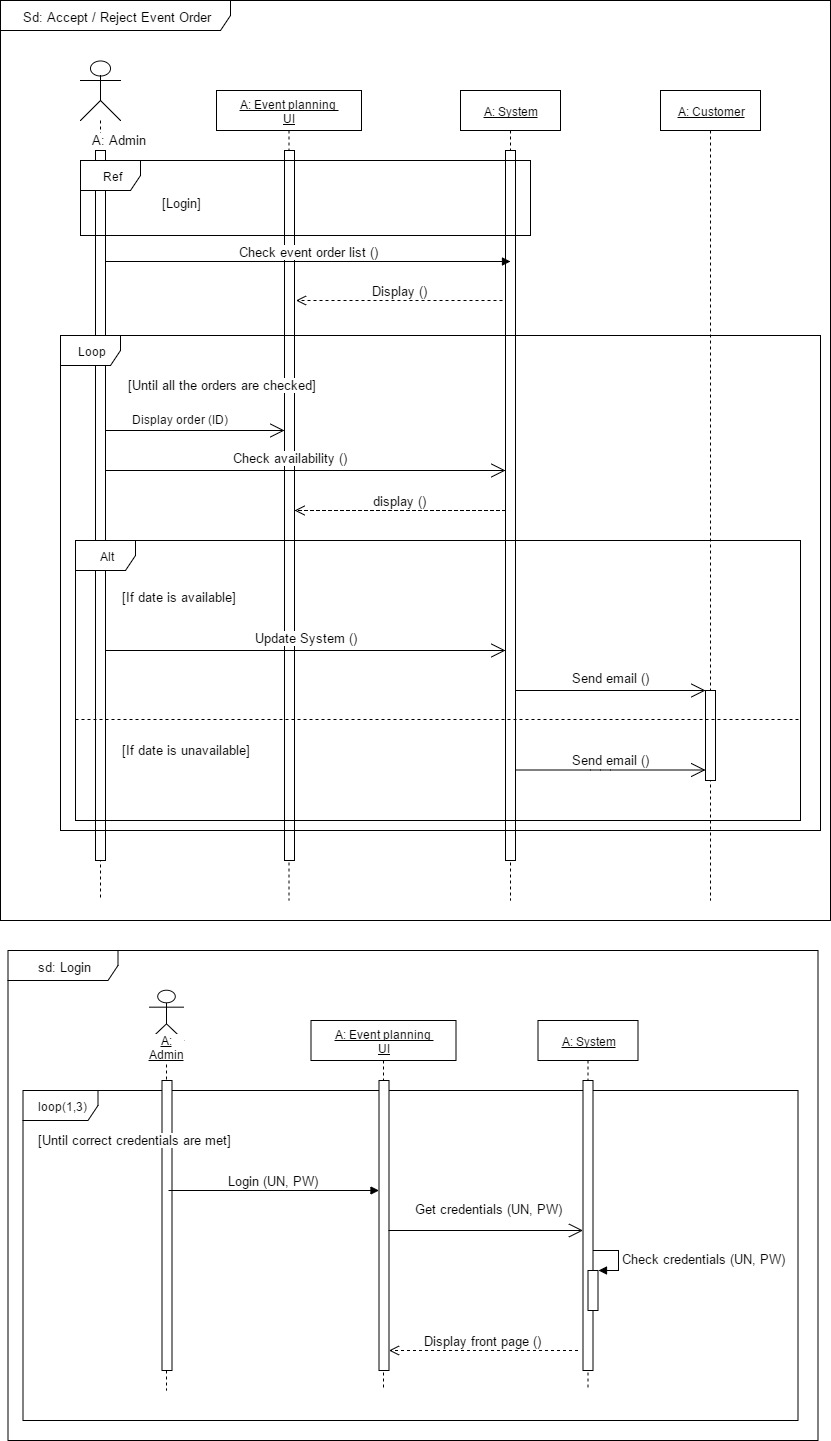 Sd: Accept / Reject Event Order
A: Admin
A: Event planning
UI
A: System
A: Customer
Ref
[Login]
Check event order list ()
Display ()
Loop
[Until all the orders are checked]
Display order (ID)
Check availability ()
display ()
Alt
[If date is available]
Update System ()
Send email ()
[If date is unavailable]
Send email ()
sd: Login
A:
Admin
A: Event planning
UI
A: System
loop(1,3)
[Until correct credentials are met]
Login (UN, PW)
Get credentials (UN, PW)
Check credentials (UN, PW)
Display front page ()